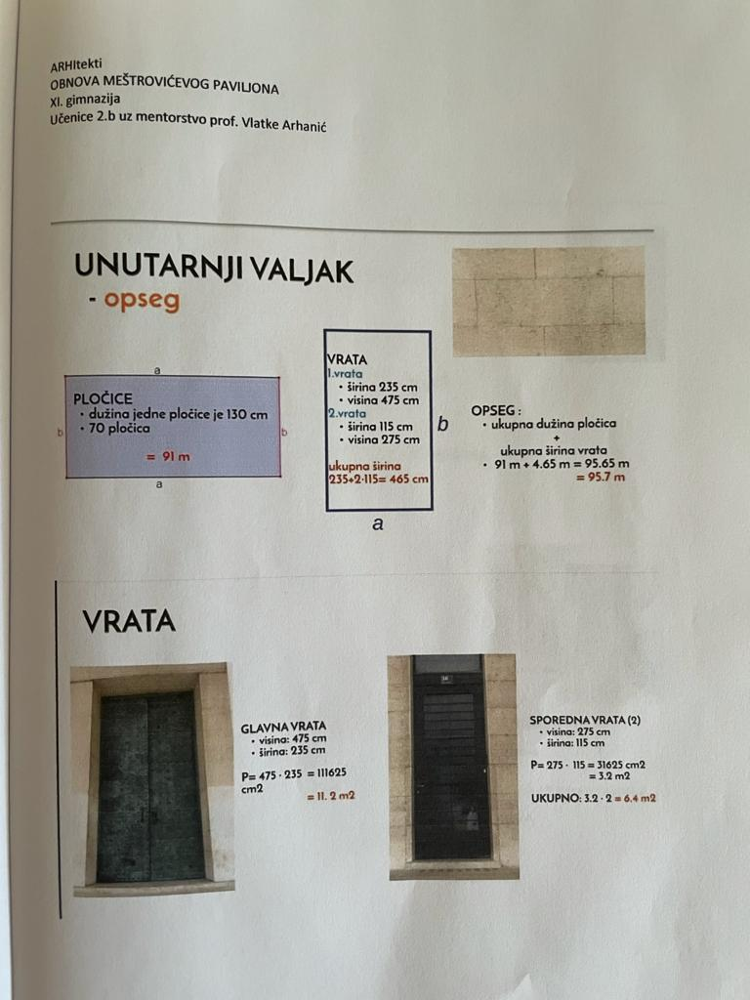 ARHItekti
OBNOVA MEŠTROVIĆEVOG PAVILJONA
XI. gimnazija
Učenice 2.b uz mentorstvo prof. Vlatke Arhanić
UNUTARNJI VALJAK
- opseg
a
PLOČICE
• dužina jedne pločice je 130 cm
• 70 pločica
= 91 m
b
b
a
VRATA
1.vrata
• širina 235 cm
• visina 475 cm
2.vrata
• širina 115 cm
• visina 275 cm
ukupna širina
235+2·115= 465 cm
b
a
OPSEG :
• ukupna dužina pločica
+
ukupna širina vrata
• 91 m + 4.65 m = 95.65 m
= 95.7 m
VRATA
GLAVNA VRATA
• visina: 475 cm
• širina: 235 cm
P= 475 · 235 = 111625
cm2
= 11. 2 m2
SPOREDNA VRATA (2)
• visina: 275 cm
• širina: 115 cm
P= 275 · 115 = 31625 cm2
= 3.2 m2
UKUPNO: 3.2 · 2 = 6.4 m2